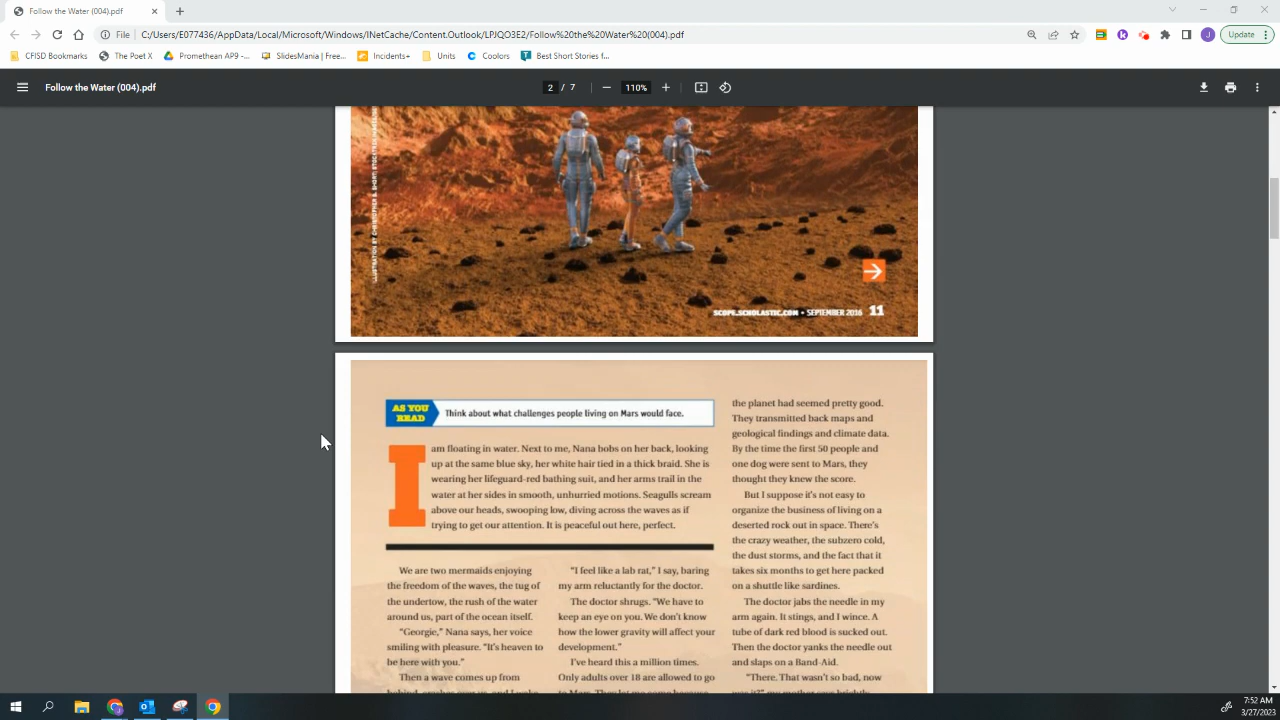 Follow the Water (004).pdf
File
C:/Users/E077436/AppData/Local/Microsoft/Windows/INetCache/Content.Outlook/LPJQO3E2/Follow%20the%20Water%20(004).pdf
Update
CFISD Bookmarks
The Poet X
Promethean AP9 -...
SlidesMania | Free...
Incidents+
Units
Coolors
Best Short Stories f...
Follow the Water (004).pdf
2 / 7
110%
SCOPE.SCHOLASTIC.COM • SEPTEMBER 2016 11
AS YOU
READ
Think about what challenges people living on Mars would face.
I am floating in water. Next to me, Nana bobs on her back, looking
up at the same blue sky, her white hair tied in a thick braid. She is
wearing her lifeguard-red bathing suit, and her arms trail in the
water at her sides in smooth, unhurried motions. Seagulls scream
above our heads, swooping low, diving across the waves as if
trying to get our attention. It is peaceful out here, perfect.
We are two mermaids enjoying
the freedom of the waves, the tug of
the undertow, the rush of the water
around us, part of the ocean itself.
“Georgie,” Nana says, her voice
smiling with pleasure. “It’s heaven to
be here with you.”
Then a wave comes up from
“I feel like a lab rat,” I say, baring
my arm reluctantly for the doctor.
The doctor shrugs. “We have to
keep an eye on you. We don’t know
how the lower gravity will affect your
development.”
I’ve heard this a million times.
Only adults over 18 are allowed to go
the planet had seemed pretty good.
They transmitted back maps and
geological findings and climate data.
By the time the first 50 people and
one dog were sent to Mars, they
thought they knew the score.
But I suppose it’s not easy to
organize the business of living on a
deserted rock out in space. There’s
the crazy weather, the subzero cold,
the dust storms, and the fact that it
takes six months to get here packed
on a shuttle like sardines.
The doctor jabs the needle in my
arm again. It stings, and I wince. A
tube of dark red blood is sucked out.
Then the doctor yanks the needle out
and slaps on a Band-Aid.
“There. That wasn’t so bad, now
7:52 AM
3/27/2023